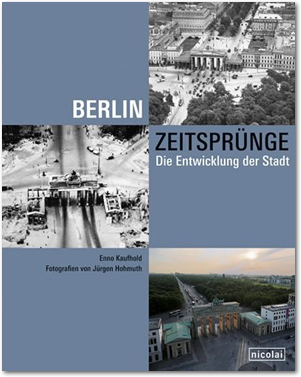 BERLIN
ZEITSPRÜNGE
Die Entwicklung der Stadt
Enno Kaufhold
Fotografien von Jürgen Hohmuth
nicolai